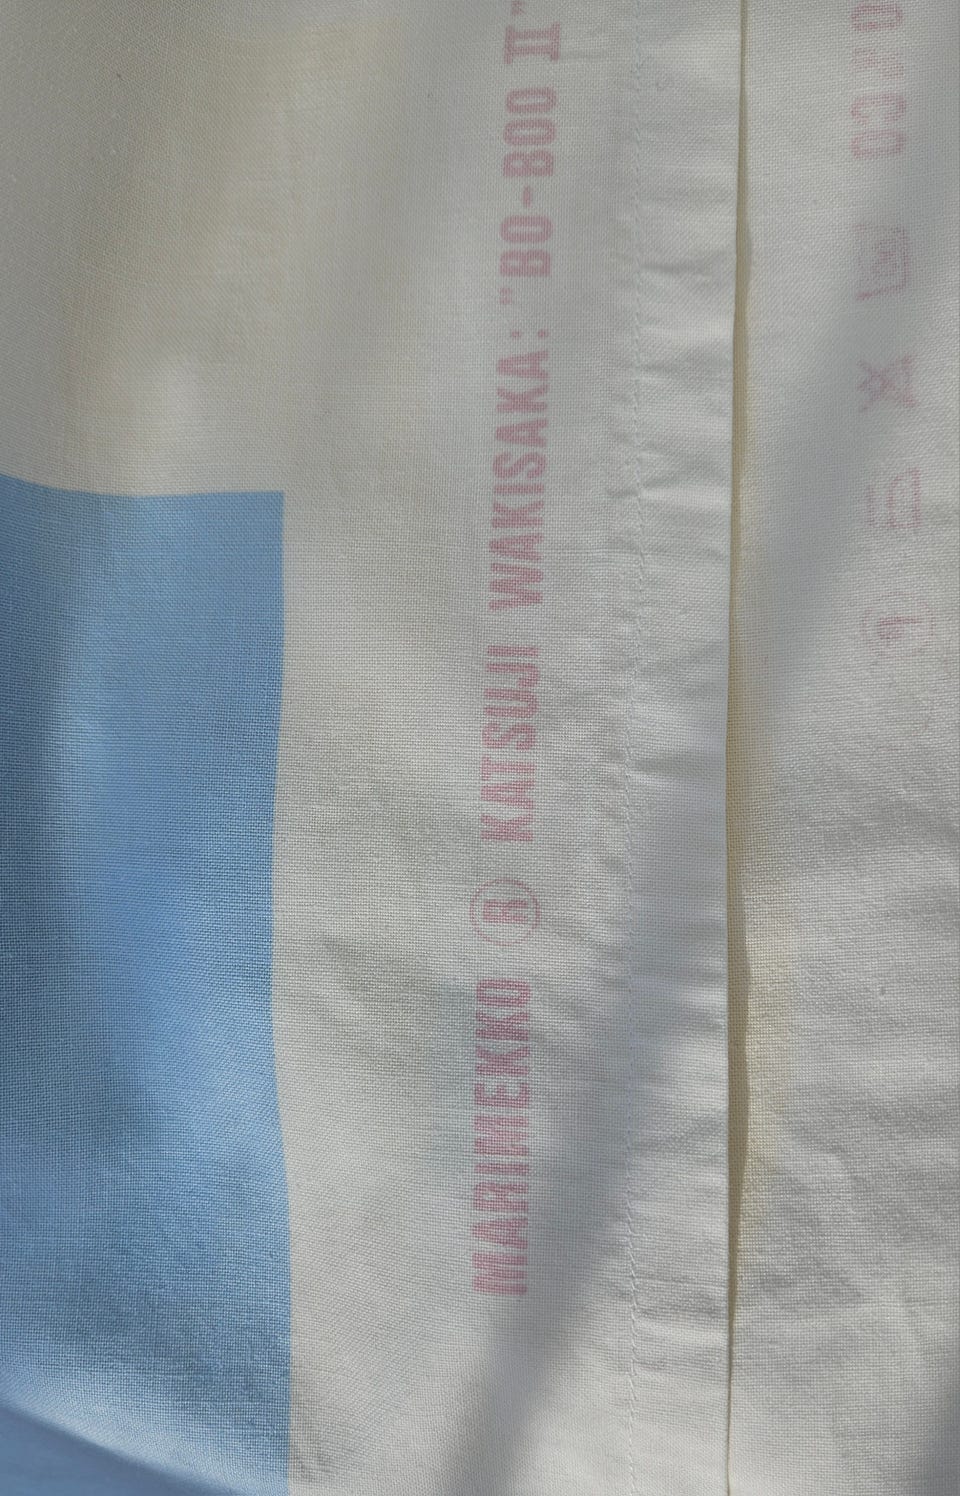 MARIMEKKO ® KATSUJI WAKISAKA: "BO-BOO II"